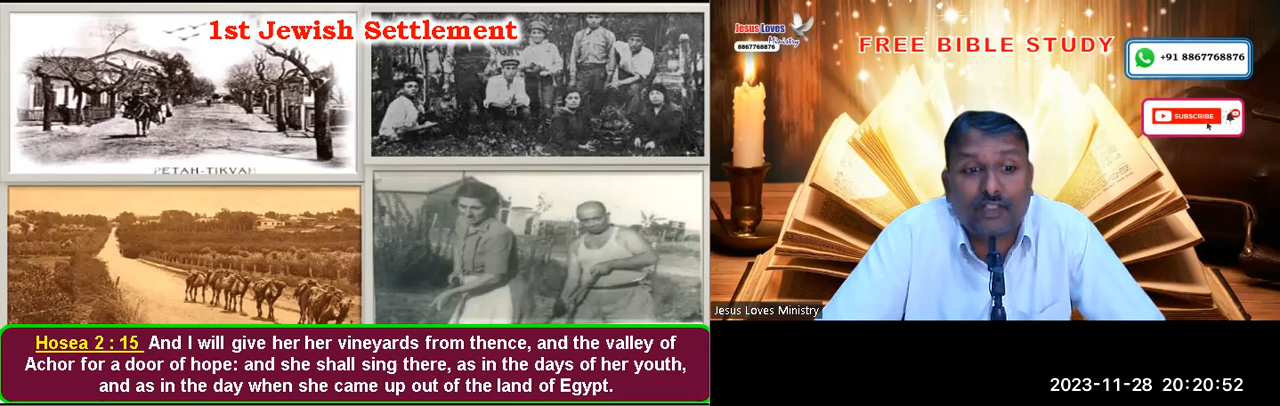 1st Jewish Settlement
PETAH-TIKVAH
Hosea 2 : 15 And I will give her her vineyards from thence, and the valley of
Achor for a door of hope: and she shall sing there, as in the days of her youth,
and as in the day when she came up out of the land of Egypt.
Jesus Loves
Ministry
8867768876
FREE BIBLE STUDY
+91 8867768876
SUBSCRIBE
Jesus Loves Ministry
2023-11-28 20:20:52